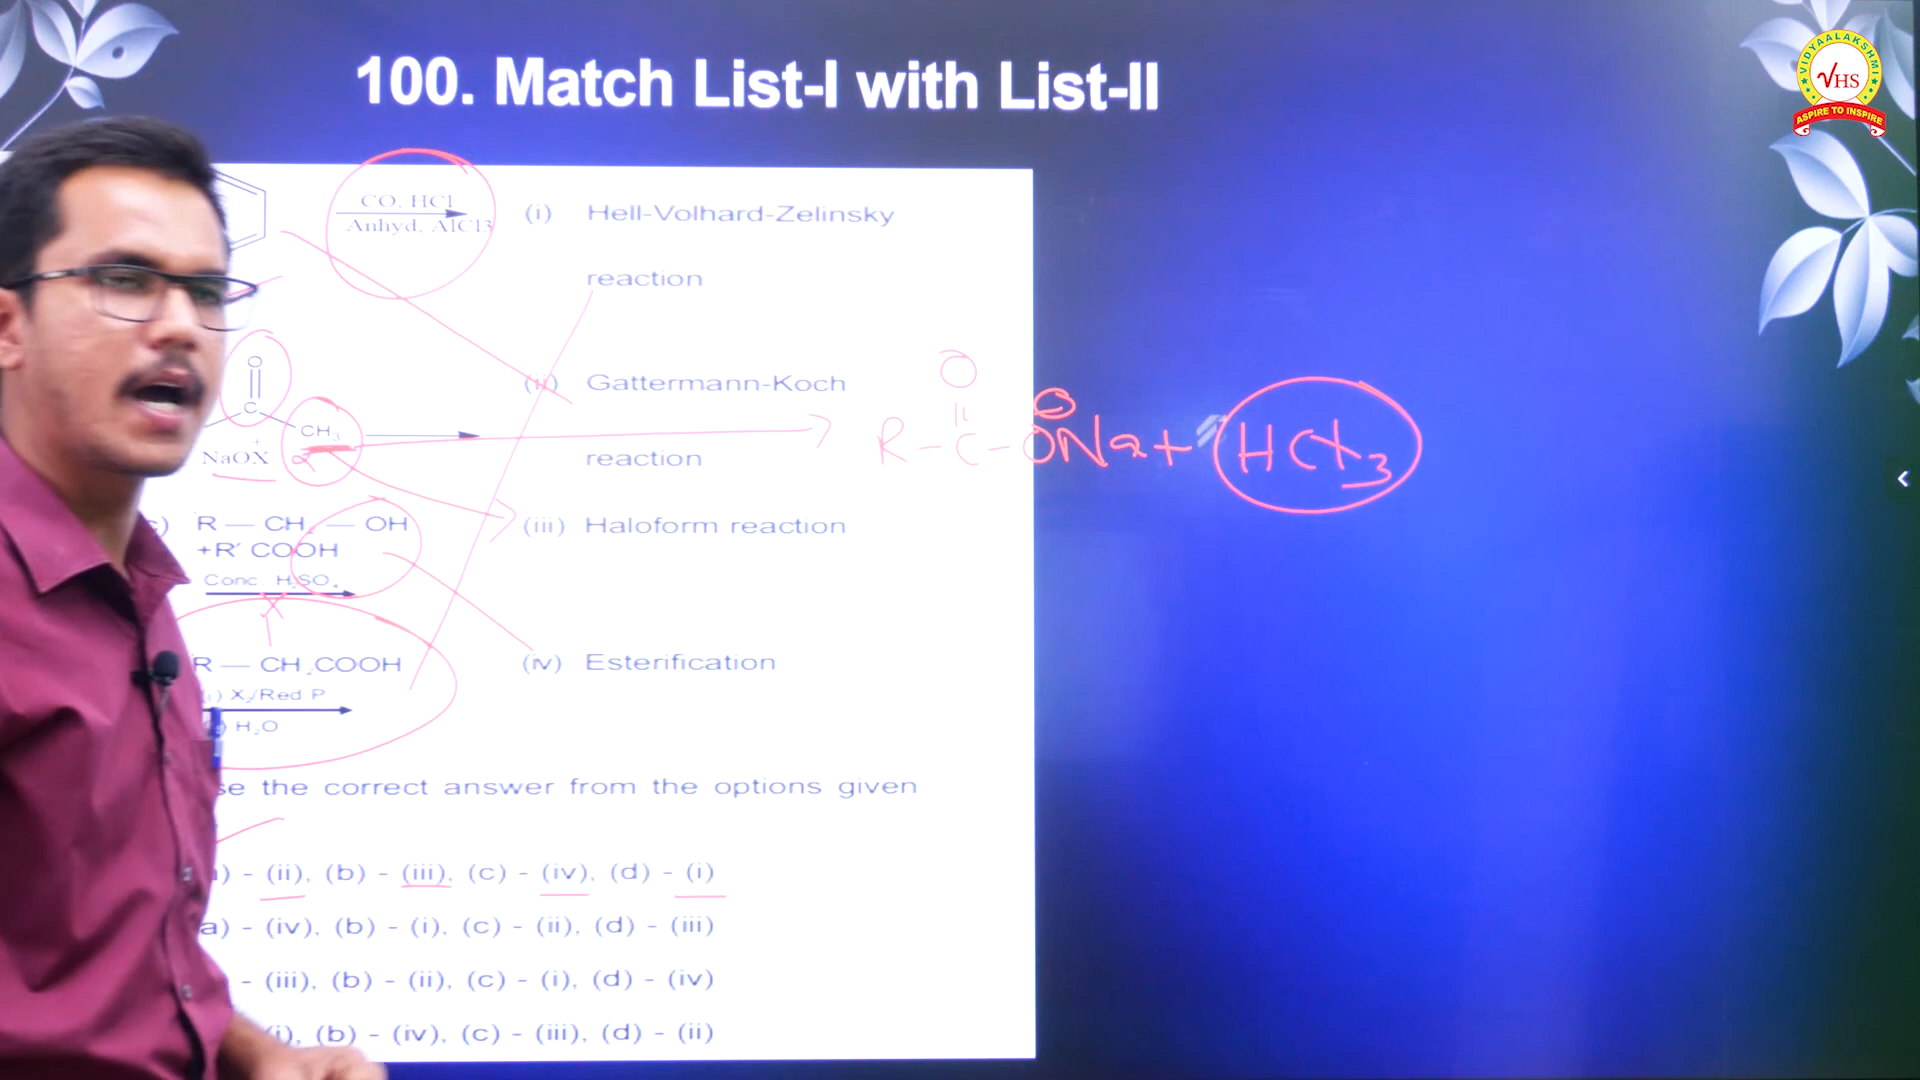 100. Match List-I with List-II
VIDYAALAKSHMI
VHS
ASPIRE TO INSPIRE
CO, HCl
Anhyd. AlCl3
(i) Hell-Volhard-Zelinsky
reaction
O
C
CH3
+
NaOX
α
(ii) Gattermann-Koch
reaction
O
R-C-ONa + HCX3
c) R — CH2 — OH
+R′ COOH
Conc. H2SO4
(iii) Haloform reaction
X
R — CH2COOH
(i) X2/Red P
H2O
(iv) Esterification
se the correct answer from the options given
) - (ii), (b) - (iii), (c) - (iv), (d) - (i)
a) - (iv), (b) - (i), (c) - (ii), (d) - (iii)
- (iii), (b) - (ii), (c) - (i), (d) - (iv)
(i), (b) - (iv), (c) - (iii), (d) - (ii)